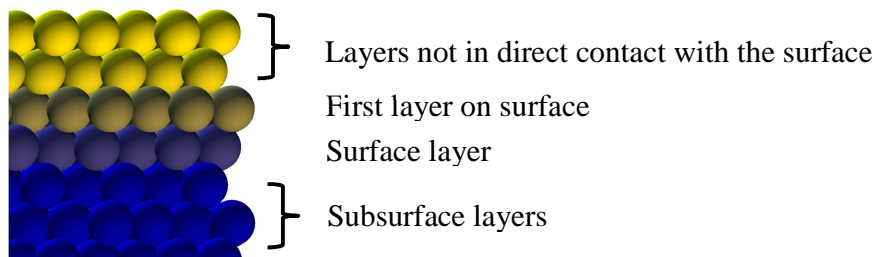 Layers not in direct contact with the surface
First layer on surface
Surface layer
Subsurface layers